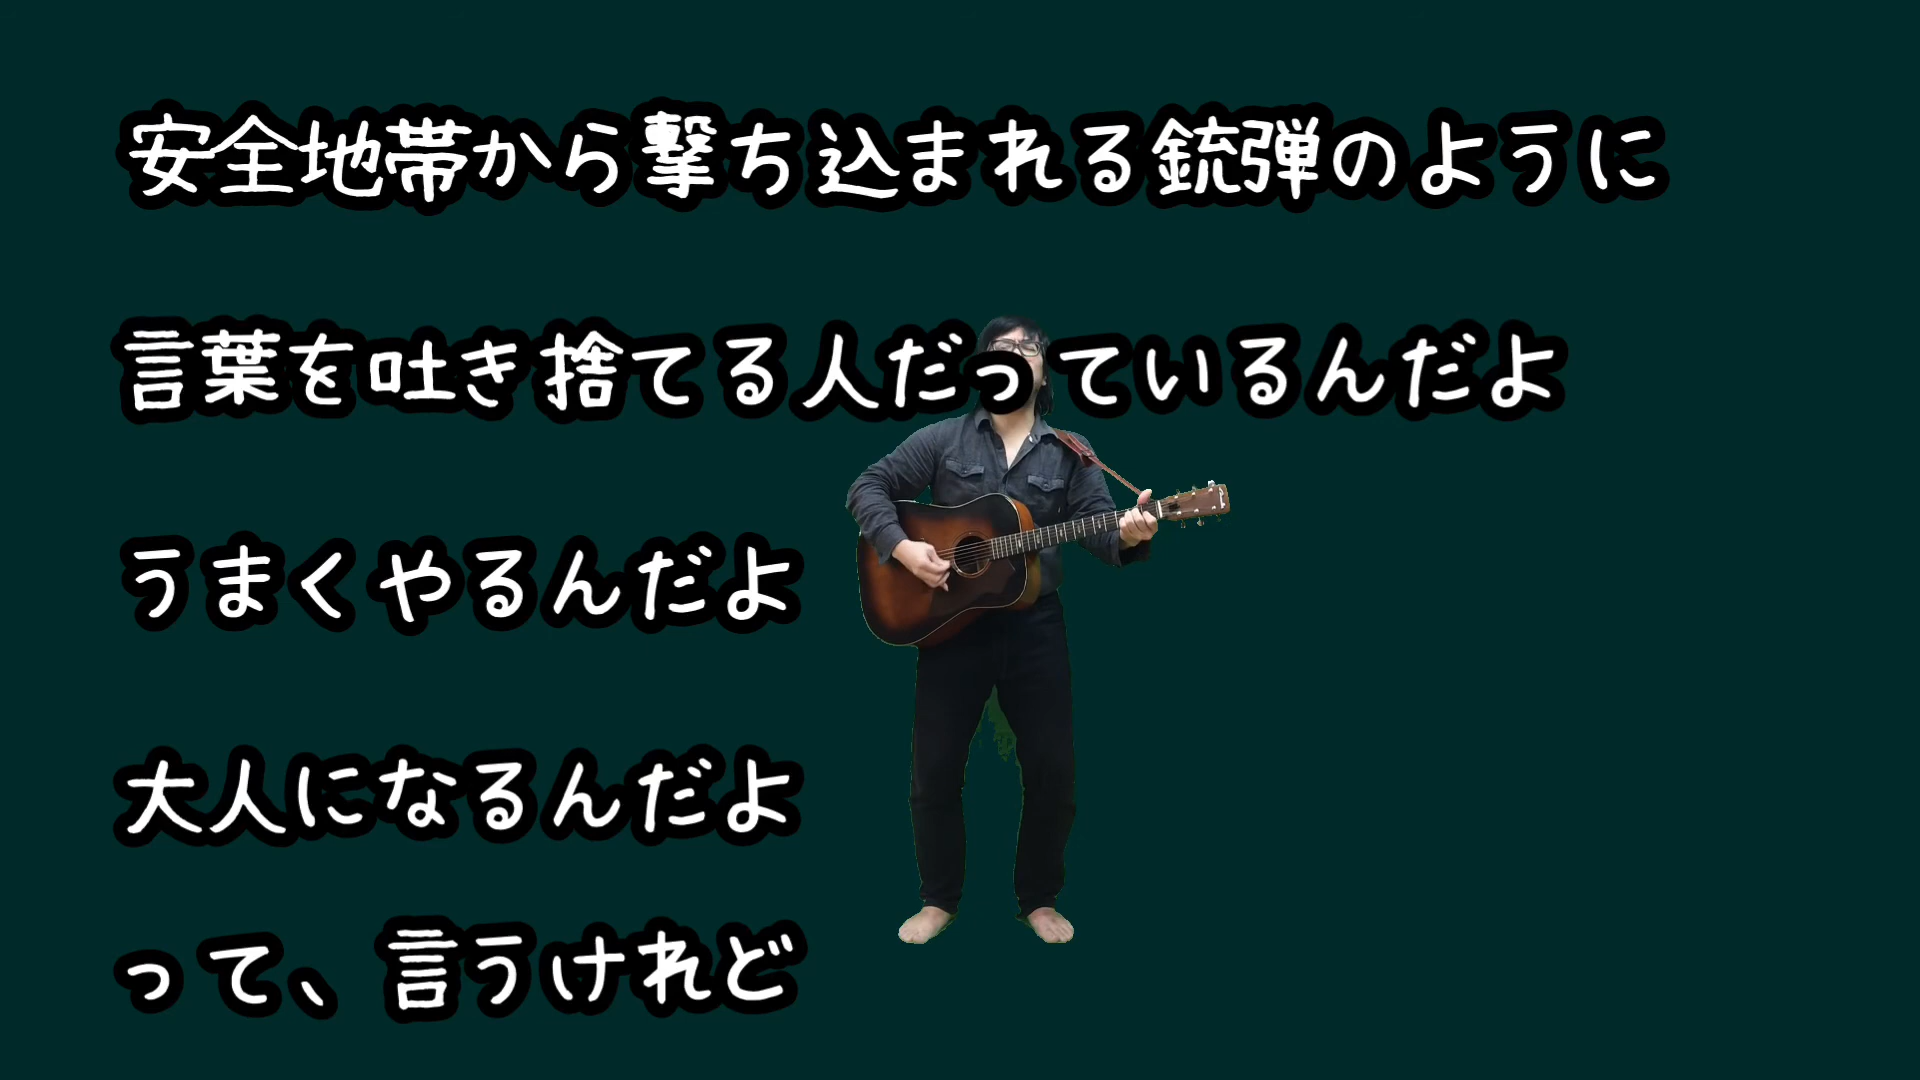 安全地帯から撃ち込まれる銃弾のように
言葉を吐き捨てる人だっているんだよ
うまくやるんだよ
大人になるんだよ
って、言うけれど